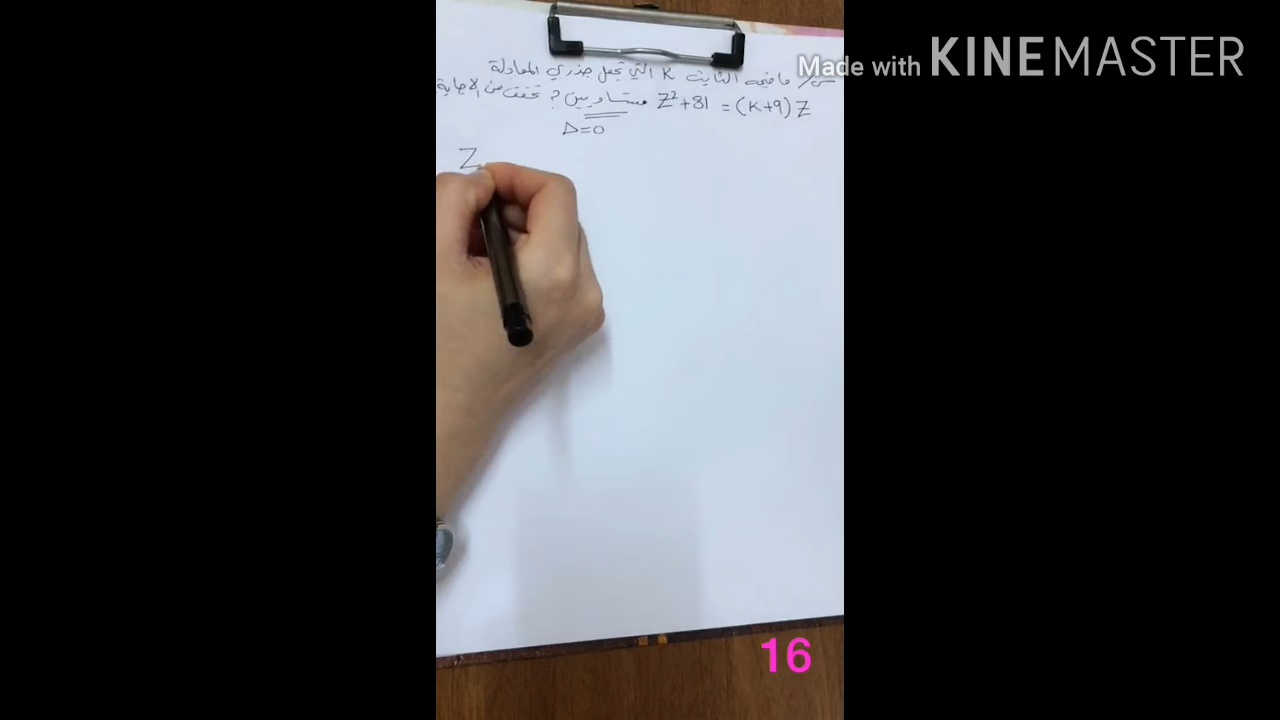 Made with KINEMASTER
س/ ما قيمة الثابت K التي تجعل جذري المعادلة
Z² + 81 = (K+9) Z متساويين ? تحقق من الاجابة
Δ = 0
Z
16